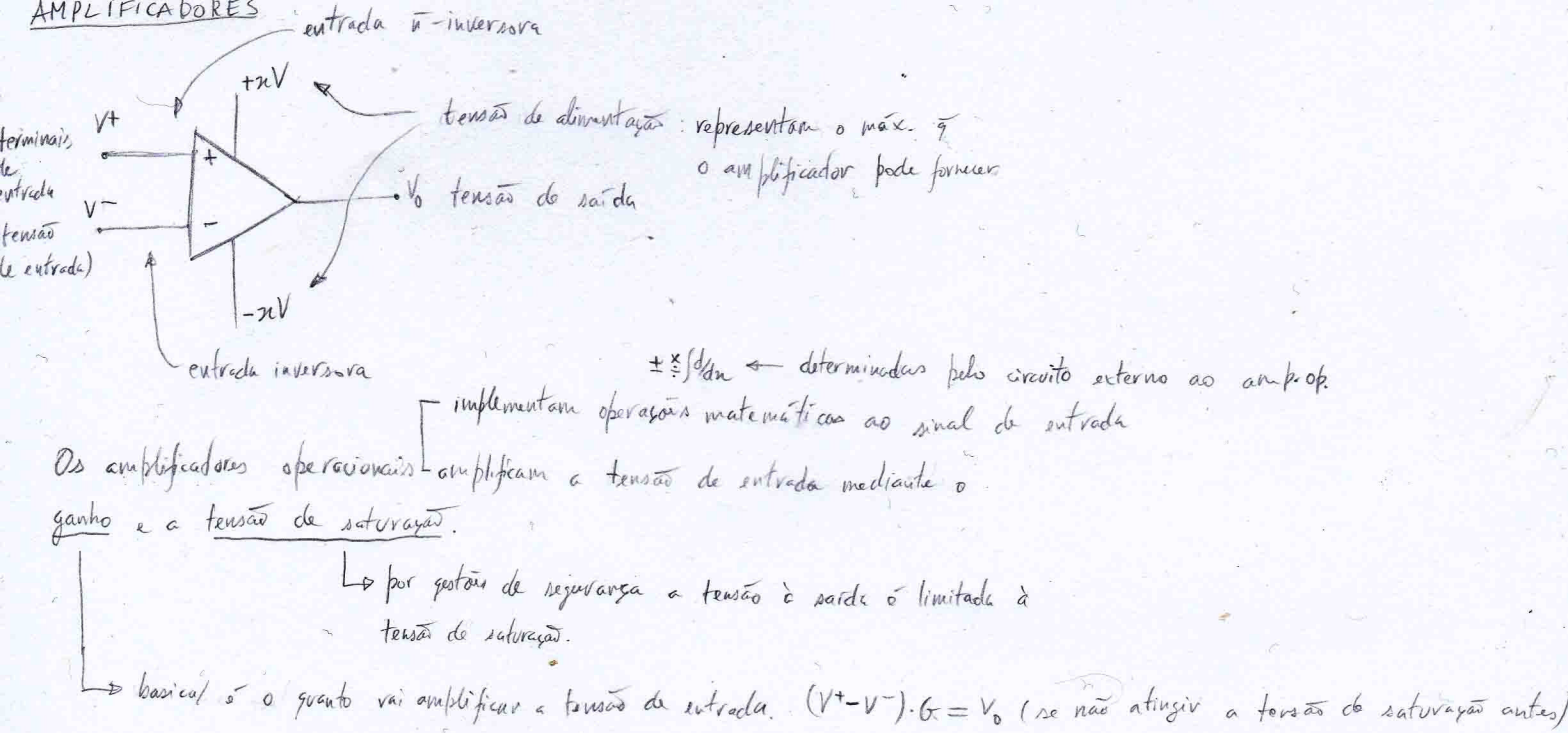 AMPLIFICADORES
entrada ñ-inversora
+xV
terminais
de
entrada
V+
+
tensão de alimentação: representam o máx. q̃
o amplificador pode fornecer
V0 tensão de saída
V-
-
tensão
de entrada)
-xV
entrada inversora
± × ÷ ∫ d/dx ← determinadas pelo circuito externo ao amp.op.
implementam operações matemáticas ao sinal de entrada
Os amplificadores operacionais amplificam a tensão de entrada mediante o
ganho e a tensão de saturação.
↳ por qestões de segurança a tensão à saída é limitada à
tensão de saturação.
↳ basica/ é o quanto vai amplificar a tensão de entrada. (V+-V-).G = V0 (se não atingir a tensão de saturação antes)